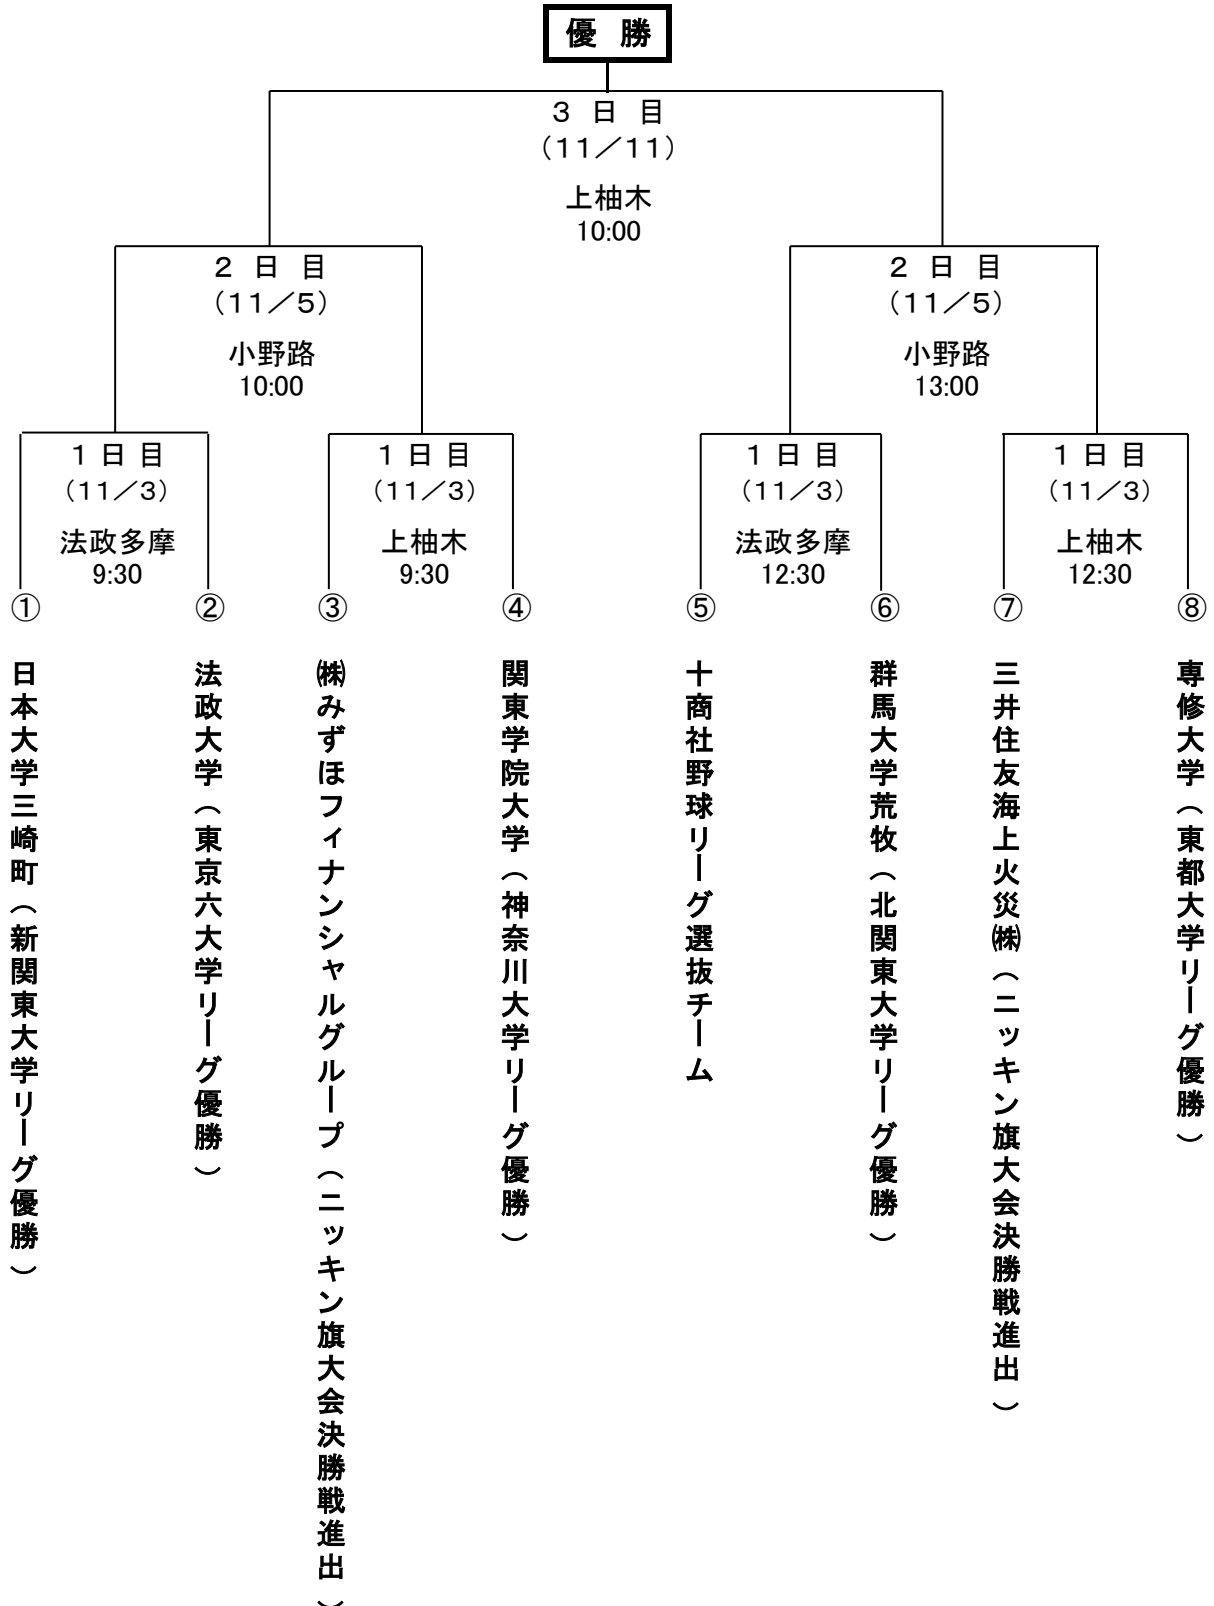 優 勝
3 日 目
（11／11）
上柚木
10:00
2 日 目
（11／5）
小野路
10:00
2 日 目
（11／5）
小野路
13:00
1 日 目
（11／3）
法政多摩
9:30
1 日 目
（11／3）
上柚木
9:30
1 日 目
（11／3）
法政多摩
12:30
1 日 目
（11／3）
上柚木
12:30
①
②
③
④
⑤
⑥
⑦
⑧
日本大学三崎町（新関東大学リーグ優勝）
法政大学（東京六大学リーグ優勝）
㈱みずほフィナンシャルグループ（ニッキン旗大会決勝戦進出）
関東学院大学（神奈川大学リーグ優勝）
十商社野球リーグ選抜チーム
群馬大学荒牧（北関東大学リーグ優勝）
三井住友海上火災㈱（ニッキン旗大会決勝戦進出）
専修大学（東都大学リーグ優勝）